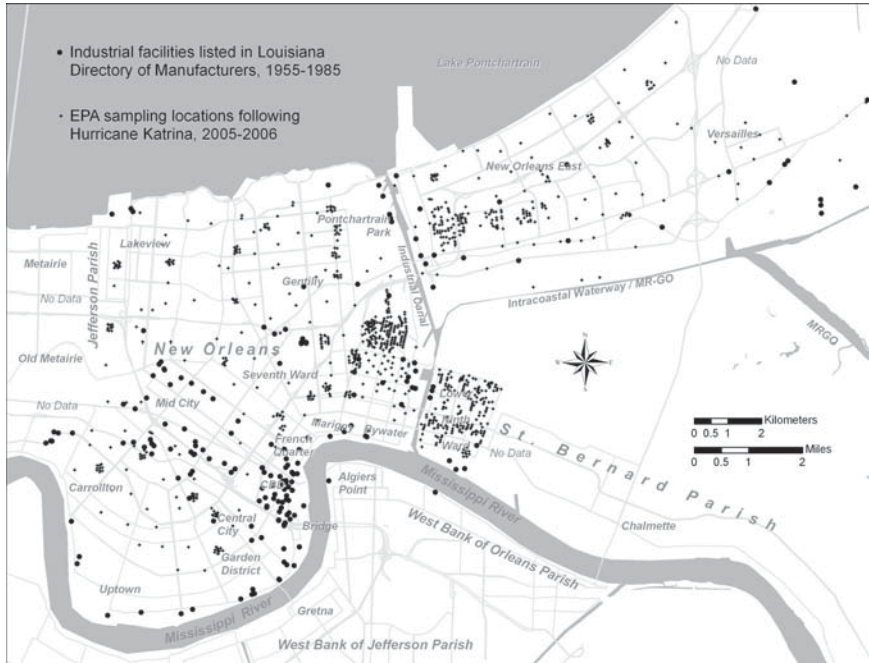 • Industrial facilities listed in Louisiana
Directory of Manufacturers, 1955-1985
• EPA sampling locations following
Hurricane Katrina, 2005-2006
Lake Pontchartrain
No Data
Versailles
New Orleans East
Pontchartrain
Park
Lakeview
Metairie
Jefferson Parish
Gentilly
Industrial Canal
No Data
Intracoastal Waterway / MR-GO
MRGO
New Orleans
Old Metairie
Seventh Ward
N
W
E
S
No Data
Mid City
Lower
Ninth
Ward
Marigny
Bywater
French
Quarter
Kilometers
0 0.5 1 2
Miles
0 0.5 1 2
No Data
St. Bernard Parish
Algiers
Point
Carrollton
CBD
Mississippi River
Central
City
Bridge
Chalmette
West Bank of Orleans Parish
Garden
District
Uptown
Gretna
Mississippi River
West Bank of Jefferson Parish